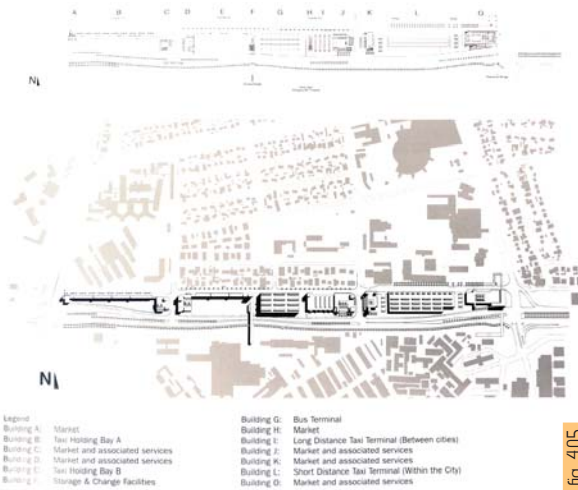 A B C D E F G H I J K L O
N
N
Legend
Building A: Market
Building B: Taxi Holding Bay A
Building C: Market and associated services
Building D: Market and associated services
Building E: Taxi Holding Bay B
Building F: Storage & Change Facilities
Building G: Bus Terminal
Building H: Market
Building I: Long Distance Taxi Terminal (Between cities)
Building J: Market and associated services
Building K: Market and associated services
Building L: Short Distance Taxi Terminal (Within the City)
Building O: Market and associated services
fig. 405